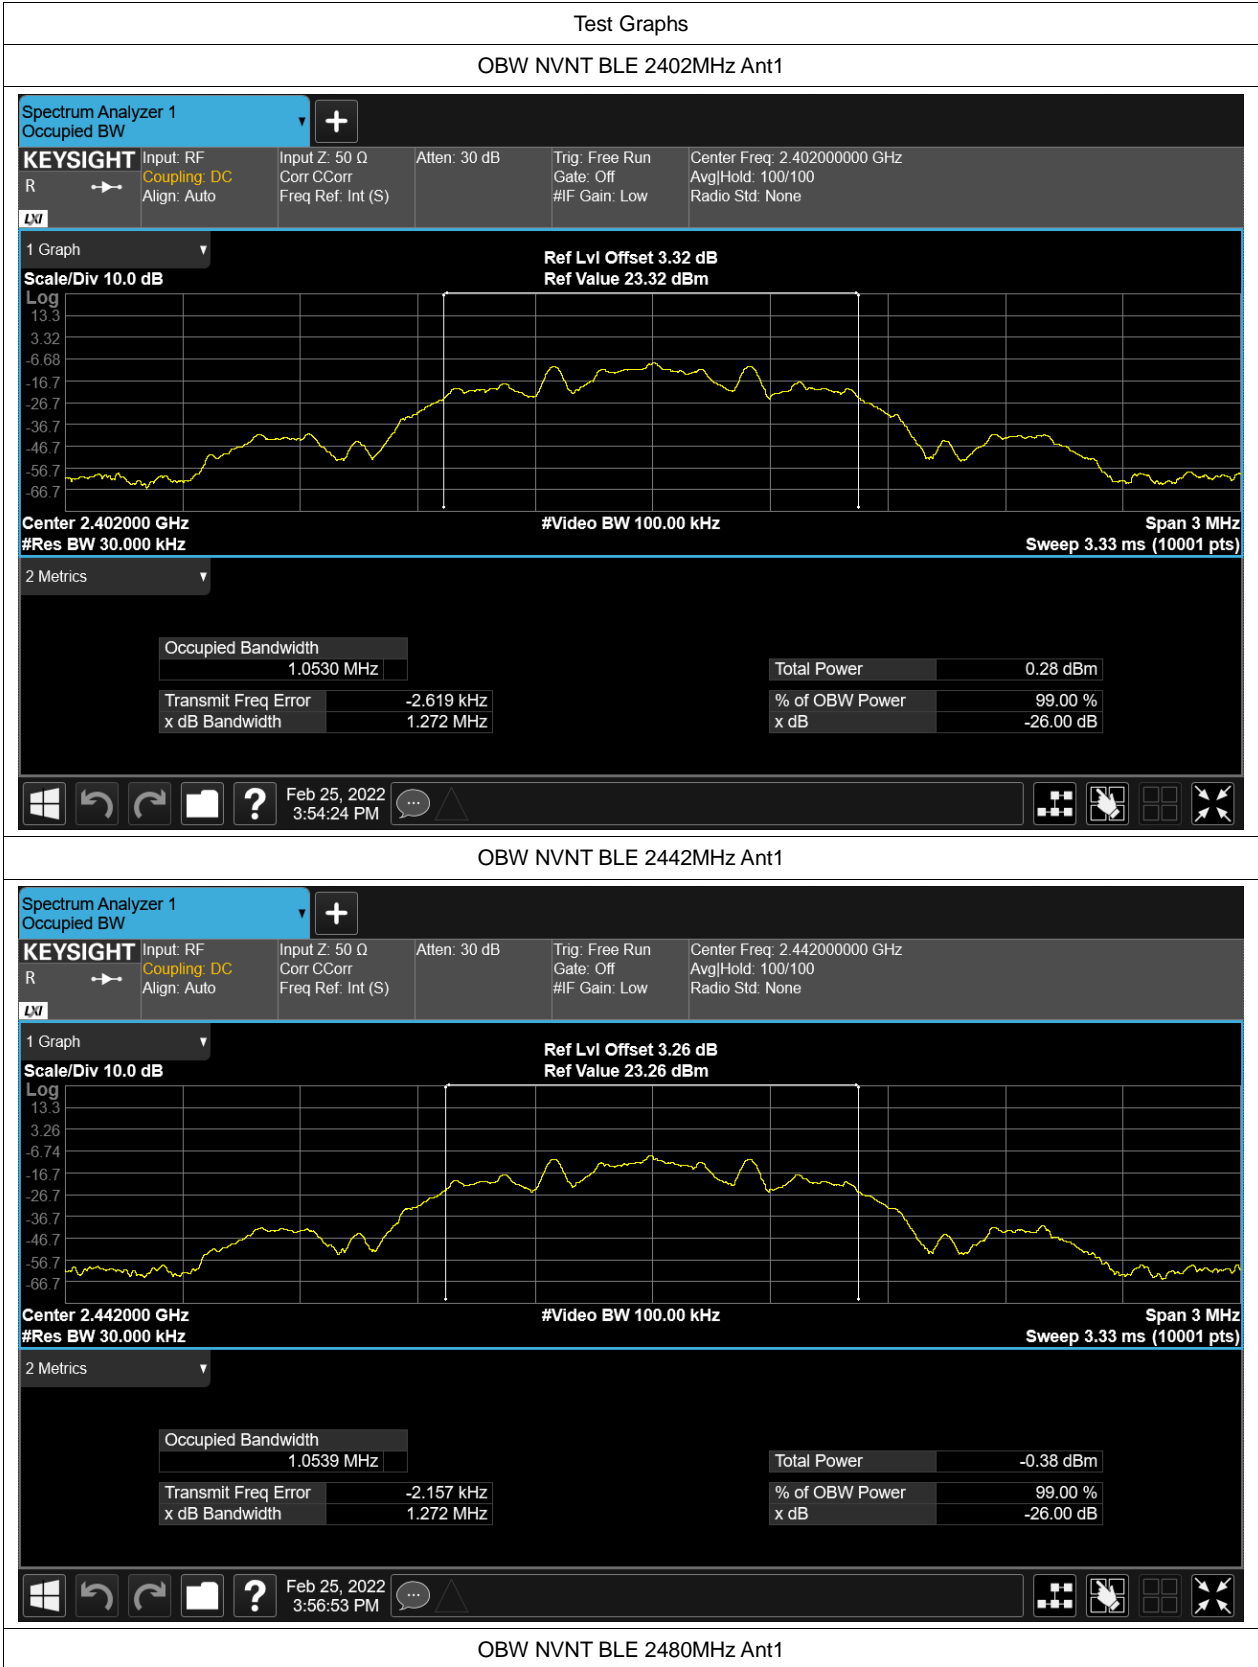 Test Graphs
OBW NVNT BLE 2402MHz Ant1
Spectrum Analyzer 1
Occupied BW
KEYSIGHT Input: RF Input Z: 50 Ω Atten: 30 dB Trig: Free Run Center Freq: 2.402000000 GHz
R Coupling: DC Corr CCorr Gate: Off Avg|Hold: 100/100
Align: Auto Freq Ref: Int (S) #IF Gain: Low Radio Std: None
LXI
1 Graph
Ref Lvl Offset 3.32 dB
Scale/Div 10.0 dB Ref Value 23.32 dBm
Log
13.3
3.32
-6.68
-16.7
-26.7
-36.7
-46.7
-56.7
-66.7
Center 2.402000 GHz #Video BW 100.00 kHz Span 3 MHz
#Res BW 30.000 kHz Sweep 3.33 ms (10001 pts)
2 Metrics
Occupied Bandwidth
1.0530 MHz Total Power 0.28 dBm
Transmit Freq Error -2.619 kHz % of OBW Power 99.00 %
x dB Bandwidth 1.272 MHz x dB -26.00 dB
Feb 25, 2022
3:54:24 PM
OBW NVNT BLE 2442MHz Ant1
Spectrum Analyzer 1
Occupied BW
KEYSIGHT Input: RF Input Z: 50 Ω Atten: 30 dB Trig: Free Run Center Freq: 2.442000000 GHz
R Coupling: DC Corr CCorr Gate: Off Avg|Hold: 100/100
Align: Auto Freq Ref: Int (S) #IF Gain: Low Radio Std: None
LXI
1 Graph
Ref Lvl Offset 3.26 dB
Scale/Div 10.0 dB Ref Value 23.26 dBm
Log
13.3
3.26
-6.74
-16.7
-26.7
-36.7
-46.7
-56.7
-66.7
Center 2.442000 GHz #Video BW 100.00 kHz Span 3 MHz
#Res BW 30.000 kHz Sweep 3.33 ms (10001 pts)
2 Metrics
Occupied Bandwidth
1.0539 MHz Total Power -0.38 dBm
Transmit Freq Error -2.157 kHz % of OBW Power 99.00 %
x dB Bandwidth 1.272 MHz x dB -26.00 dB
Feb 25, 2022
3:56:53 PM
OBW NVNT BLE 2480MHz Ant1